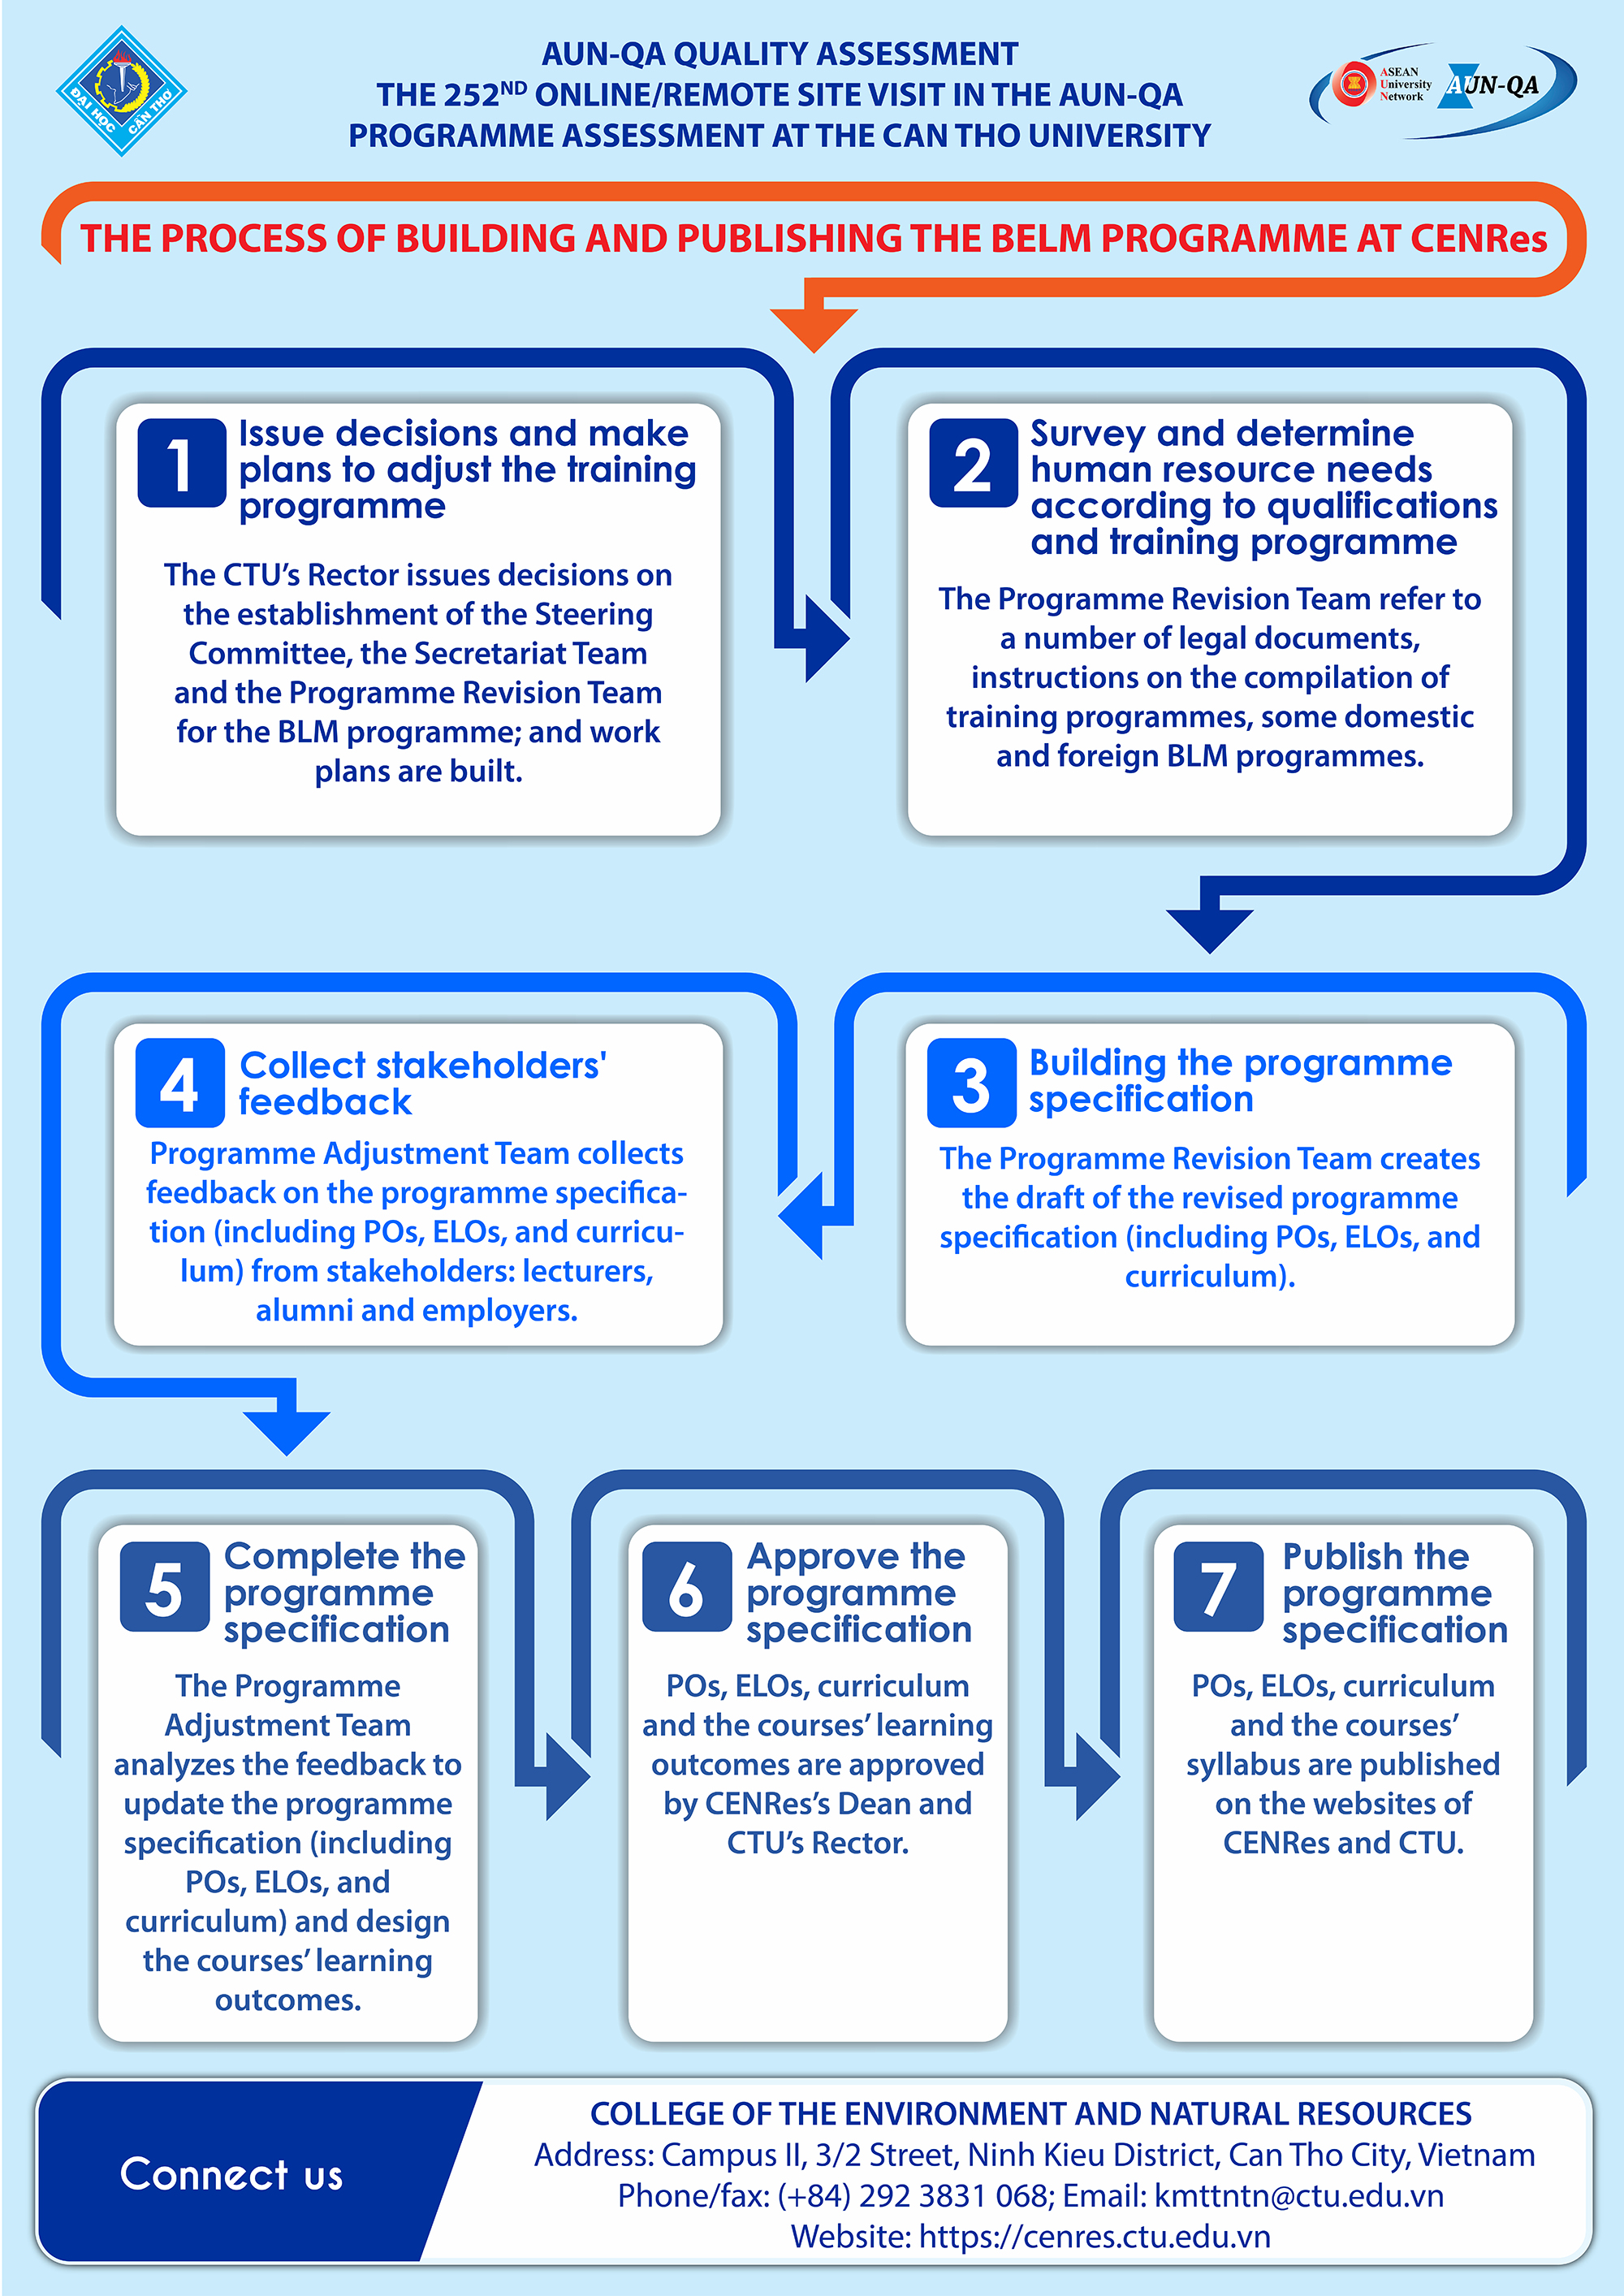 ĐẠI HỌC
CẦN THƠ
AUN-QA QUALITY ASSESSMENT
THE 252ND ONLINE/REMOTE SITE VISIT IN THE AUN-QA
PROGRAMME ASSESSMENT AT THE CAN THO UNIVERSITY
ASEAN
University
Network
AUN-QA
THE PROCESS OF BUILDING AND PUBLISHING THE BELM PROGRAMME AT CENRes
1
Issue decisions and make
plans to adjust the training
programme
The CTU’s Rector issues decisions on
the establishment of the Steering
Committee, the Secretariat Team
and the Programme Revision Team
for the BLM programme; and work
plans are built.
2
Survey and determine
human resource needs
according to qualifications
and training programme
The Programme Revision Team refer to
a number of legal documents,
instructions on the compilation of
training programmes, some domestic
and foreign BLM programmes.
3
Building the programme
specification
The Programme Revision Team creates
the draft of the revised programme
specification (including POs, ELOs, and
curriculum).
4
Collect stakeholders'
feedback
Programme Adjustment Team collects
feedback on the programme specifica-
tion (including POs, ELOs, and curricu-
lum) from stakeholders: lecturers,
alumni and employers.
5
Complete the
programme
specification
The Programme
Adjustment Team
analyzes the feedback to
update the programme
specification (including
POs, ELOs, and
curriculum) and design
the courses’ learning
outcomes.
6
Approve the
programme
specification
POs, ELOs, curriculum
and the courses’ learning
outcomes are approved
by CENRes’s Dean and
CTU’s Rector.
7
Publish the
programme
specification
POs, ELOs, curriculum
and the courses’
syllabus are published
on the websites of
CENRes and CTU.
Connect us
COLLEGE OF THE ENVIRONMENT AND NATURAL RESOURCES
Address: Campus II, 3/2 Street, Ninh Kieu District, Can Tho City, Vietnam
Phone/fax: (+84) 292 3831 068; Email: kmttntn@ctu.edu.vn
Website: https://cenres.ctu.edu.vn